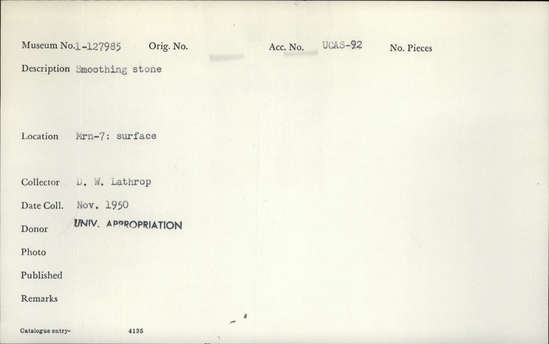 Museum No. 1-127985 Orig. No. Acc. No. UCAS-92 No. Pieces
Description Smoothing stone
Location Mrn-7: surface
Collector D. W. Lathrop
Date Coll. Nov. 1950
Donor UNIV. APPROPRIATION
Photo
Published
Remarks
Catalogue entry- 4135